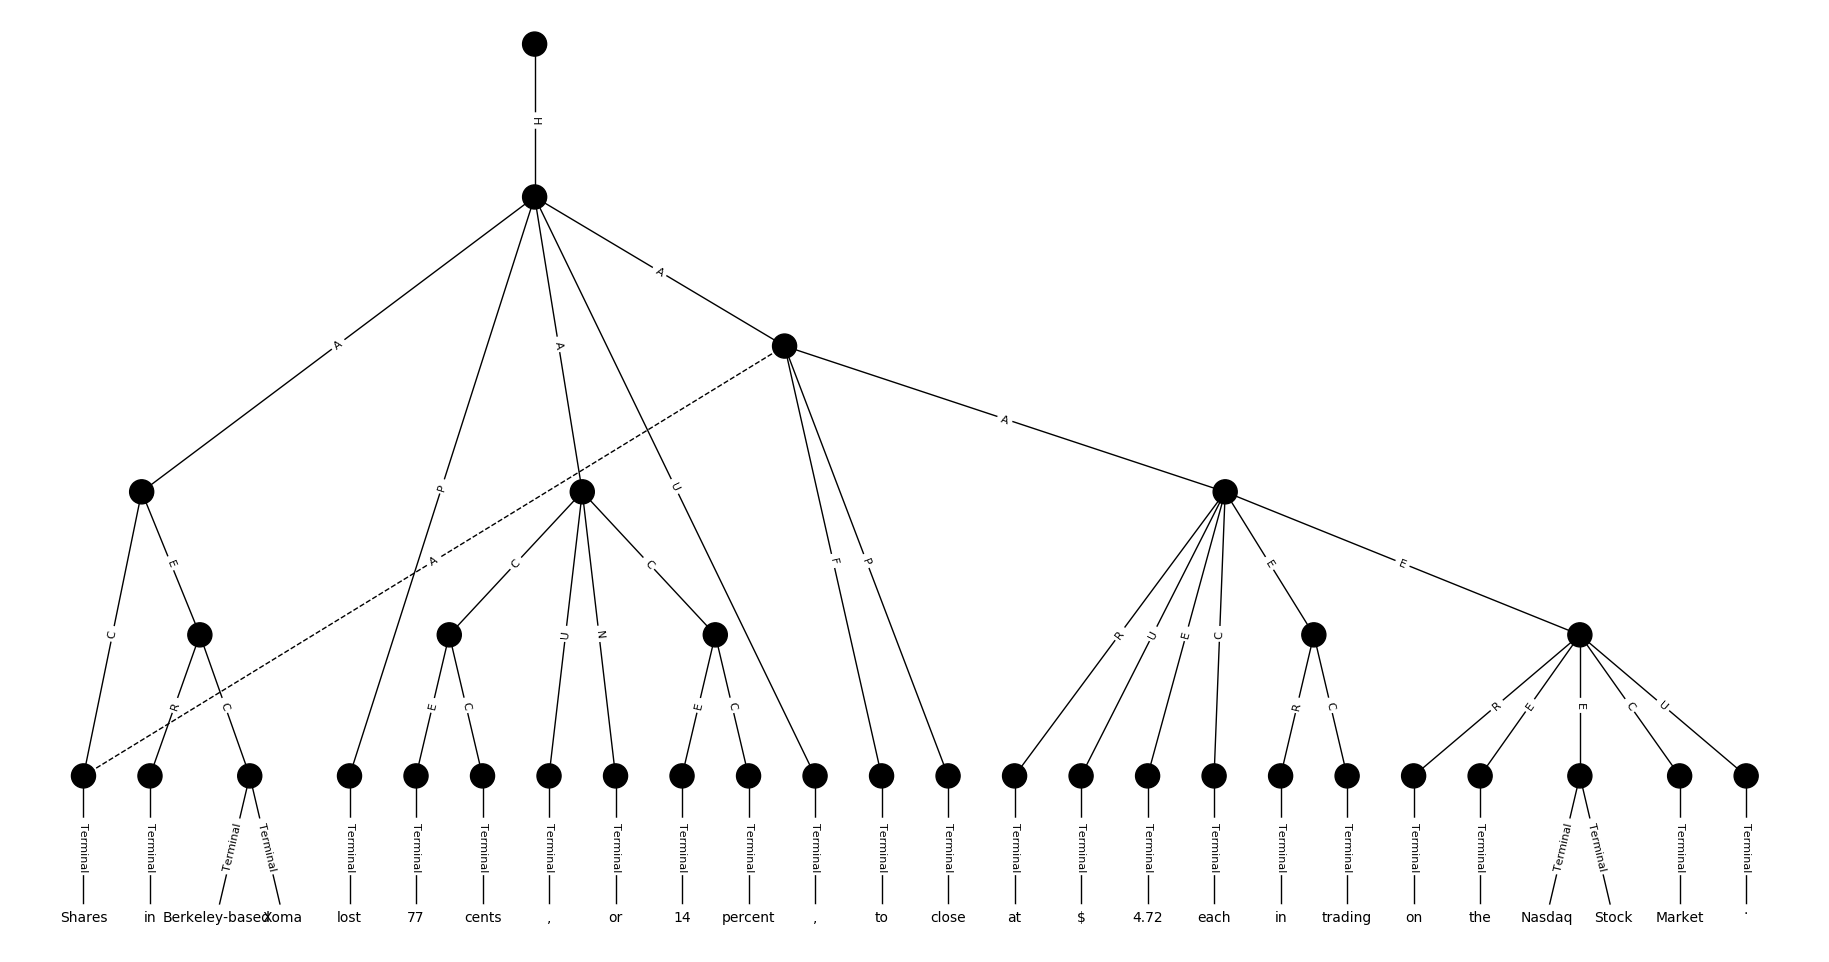 H
A
A
A
P
U
A
A
E
F
P
C
C
E
E
C
U
N
R
U
E
C
R
C
E
C
E
C
R
C
R
E
E
C
U
Terminal Terminal Terminal Terminal Terminal Terminal Terminal Terminal Terminal Terminal Terminal Terminal Terminal Terminal Terminal Terminal Terminal Terminal Terminal Terminal Terminal Terminal Terminal Terminal Terminal Terminal
Shares in Berkeley-based Xoma lost 77 cents , or 14 percent , to close at $ 4.72 each in trading on the Nasdaq Stock Market .